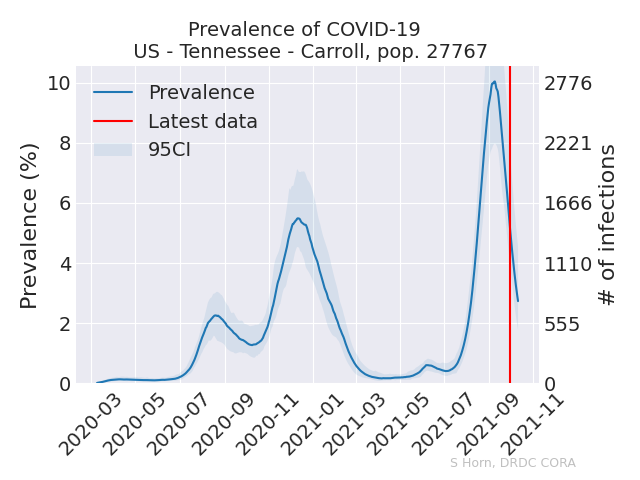 Prevalence of COVID-19
US - Tennessee - Carroll, pop. 27767
Prevalence
Latest data
95CI
Prevalence (%)
10
8
6
4
2
0
2776
2221
1666
1110
555
0
# of infections
2020-03
2020-05
2020-07
2020-09
2020-11
2021-01
2021-03
2021-05
2021-07
2021-09
2021-11
S Horn, DRDC CORA